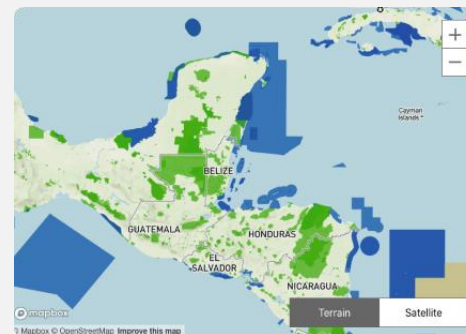 +
−
Cayman
Islands
BELIZE
GUATEMALA
HONDURAS
EL
SALVADOR
NICARAGUA
Terrain
Satellite
mapbox
Mapbox © OpenStreetMap Improve this map